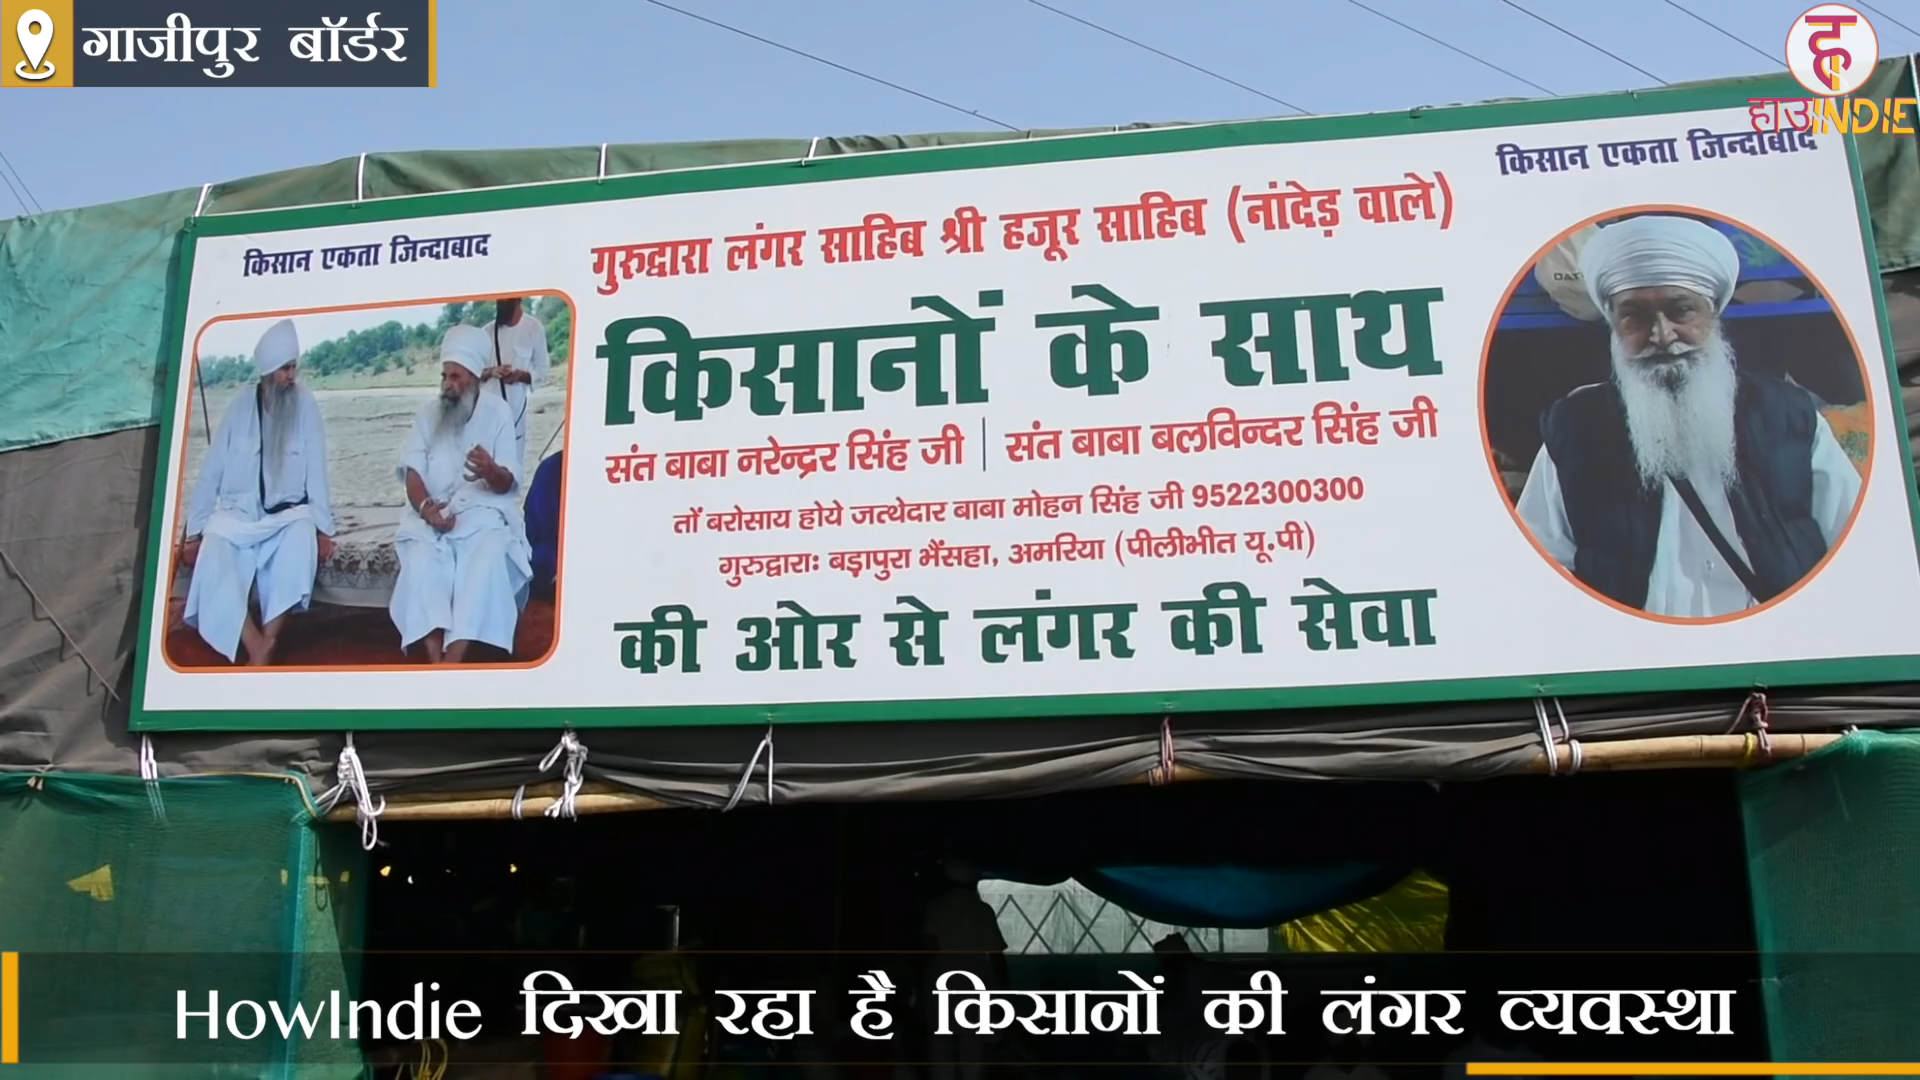 गाजीपुर बॉर्डर
ह
हाउINDIE
किसान एकता जिन्दाबाद
किसान एकता जिन्दाबाद
गुरुद्वारा लंगर साहिब श्री हजूर साहिब (नांदेड़ वाले)
किसानों के साथ
संत बाबा नरेन्द्रर सिंह जी | संत बाबा बलविन्दर सिंह जी
तों बरोसाय होये जत्थेदार बाबा मोहन सिंह जी 9522300300
गुरुद्वाराः बड़ापुरा भैंसहा, अमरिया (पीलीभीत यू.पी)
की ओर से लंगर की सेवा
HowIndie दिखा रहा है किसानों की लंगर व्यवस्था